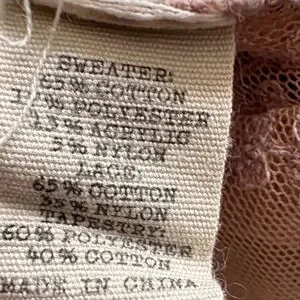 SWEATER:
65% COTTON
POLYESTER
13% ACRYLIC
5% NYLON
LACE:
65% COTTON
35% NYLON
TAPESTRY:
60% POLYESTER
40% COTTON
MADE IN CHINA